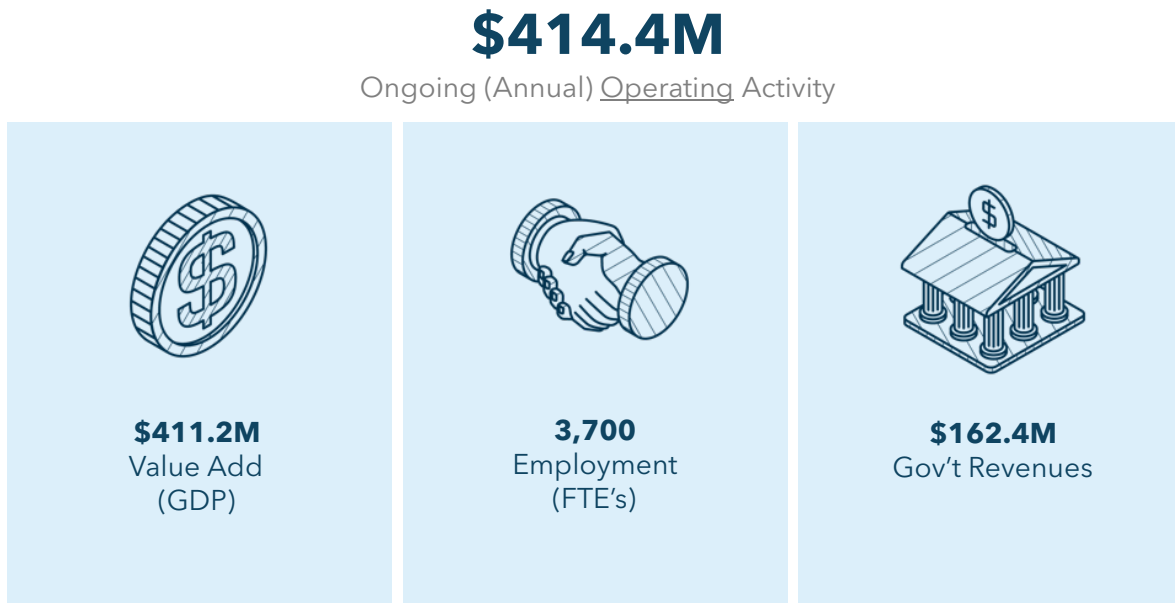 $414.4M
Ongoing (Annual) Operating Activity
$411.2M
Value Add
(GDP)
3,700
Employment
(FTE's)
$162.4M
Gov't Revenues